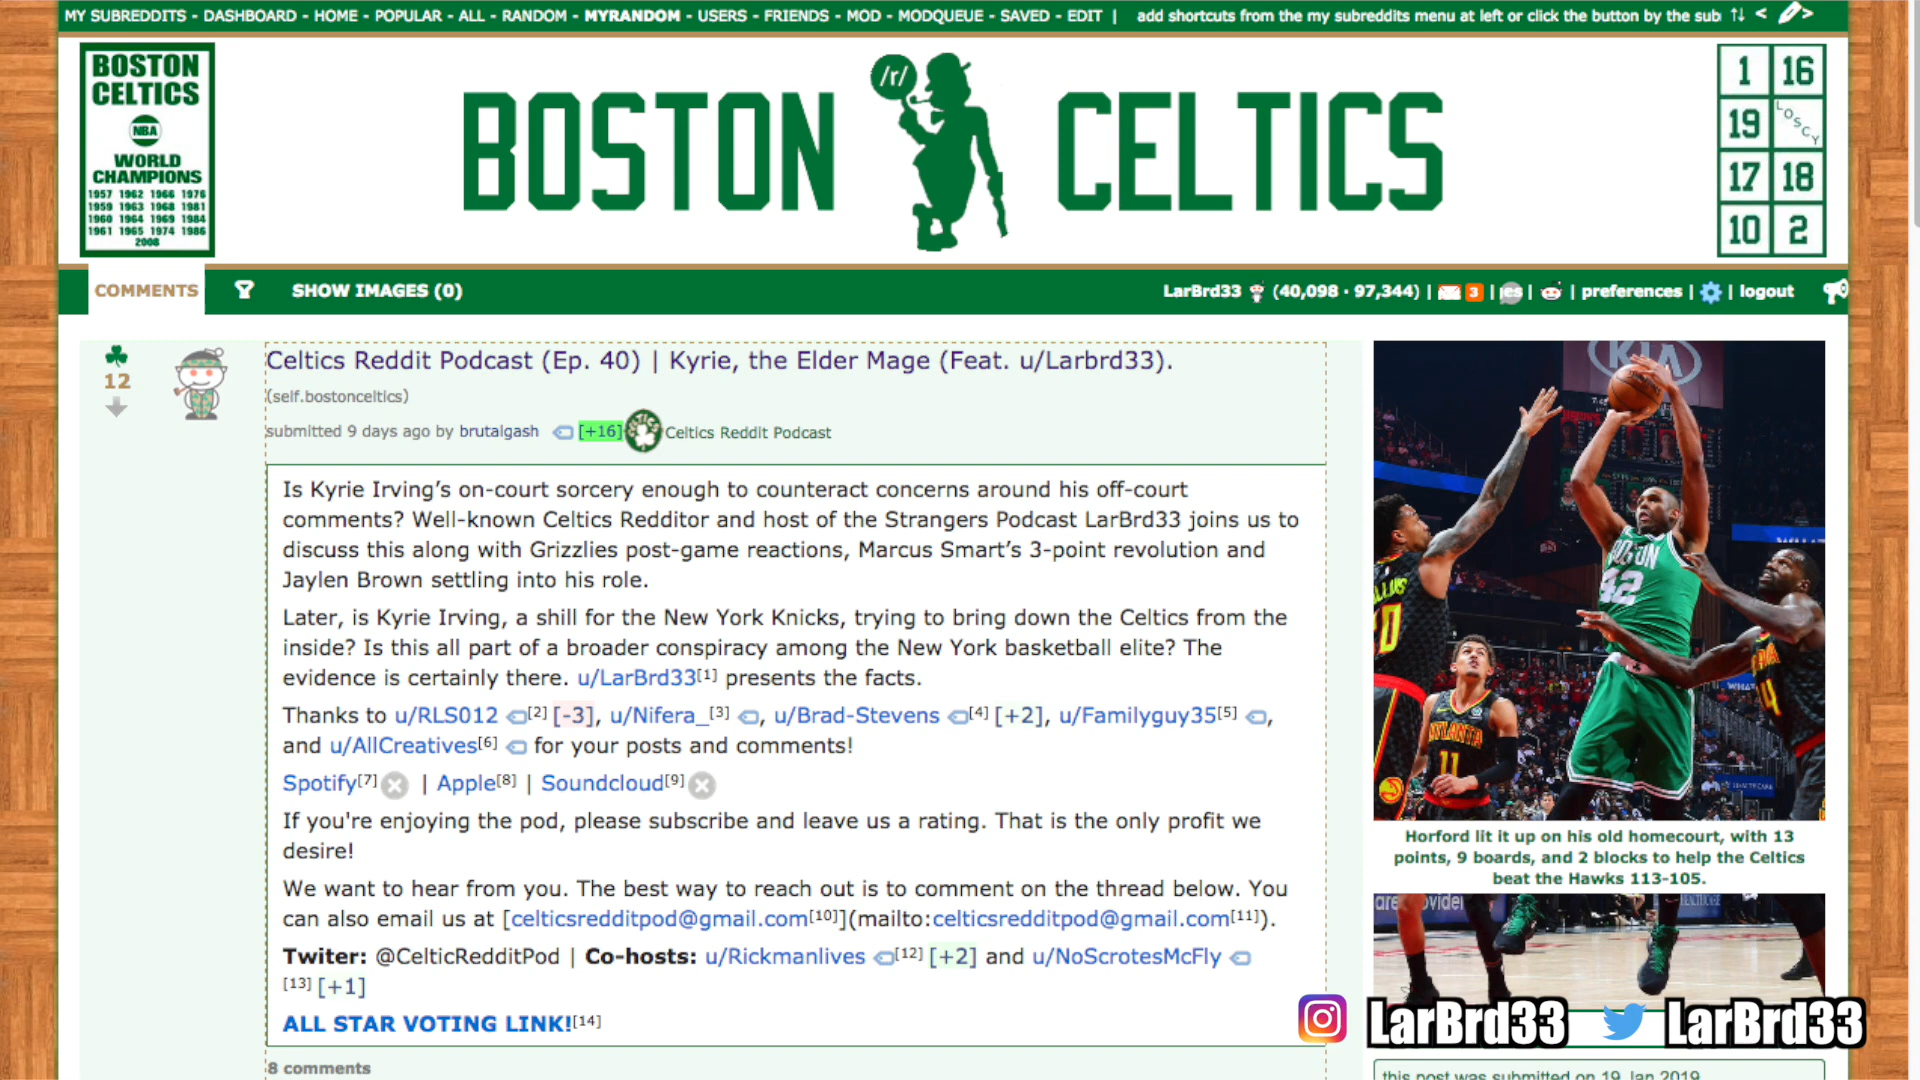 MY SUBREDDITS - DASHBOARD - HOME - POPULAR - ALL - RANDOM - MYRANDOM - USERS - FRIENDS - MOD - MODQUEUE - SAVED - EDIT | add shortcuts from the my subreddits menu at left or click the button by the sub
BOSTON
CELTICS
NBA
WORLD
CHAMPIONS
1957 1962 1966 1976
1959 1963 1968 1981
1960 1964 1969 1984
1961 1965 1974 1986
2008
BOSTON /r/ CELTICS
1 16
19 LOSCY
17 18
10 2
COMMENTS SHOW IMAGES (0) LarBrd33 (40,098 · 97,344) | 3 | | | preferences | | logout
12
Celtics Reddit Podcast (Ep. 40) | Kyrie, the Elder Mage (Feat. u/Larbrd33).
(self.bostonceltics)
submitted 9 days ago by brutalgash [+16] Celtics Reddit Podcast
Is Kyrie Irving’s on-court sorcery enough to counteract concerns around his off-court
comments? Well-known Celtics Redditor and host of the Strangers Podcast LarBrd33 joins us to
discuss this along with Grizzlies post-game reactions, Marcus Smart’s 3-point revolution and
Jaylen Brown settling into his role.
Later, is Kyrie Irving, a shill for the New York Knicks, trying to bring down the Celtics from the
inside? Is this all part of a broader conspiracy among the New York basketball elite? The
evidence is certainly there. u/LarBrd33[1] presents the facts.
Thanks to u/RLS012 [2] [-3], u/Nifera_[3] , u/Brad-Stevens [4] [+2], u/Familyguy35[5] ,
and u/AllCreatives[6] for your posts and comments!
Spotify[7] | Apple[8] | Soundcloud[9]
If you're enjoying the pod, please subscribe and leave us a rating. That is the only profit we
desire!
We want to hear from you. The best way to reach out is to comment on the thread below. You
can also email us at [celticsredditpod@gmail.com[10]](mailto:celticsredditpod@gmail.com[11]).
Twiter: @CelticRedditPod | Co-hosts: u/Rickmanlives [12] [+2] and u/NoScrotesMcFly
[13] [+1]
ALL STAR VOTING LINK![14]
8 comments
KIA
BOSTON
42
ATLANTA
11
Horford lit it up on his old homecourt, with 13
points, 9 boards, and 2 blocks to help the Celtics
beat the Hawks 113-105.
LarBrd33 LarBrd33
this post was submitted on 19 Jan 2019